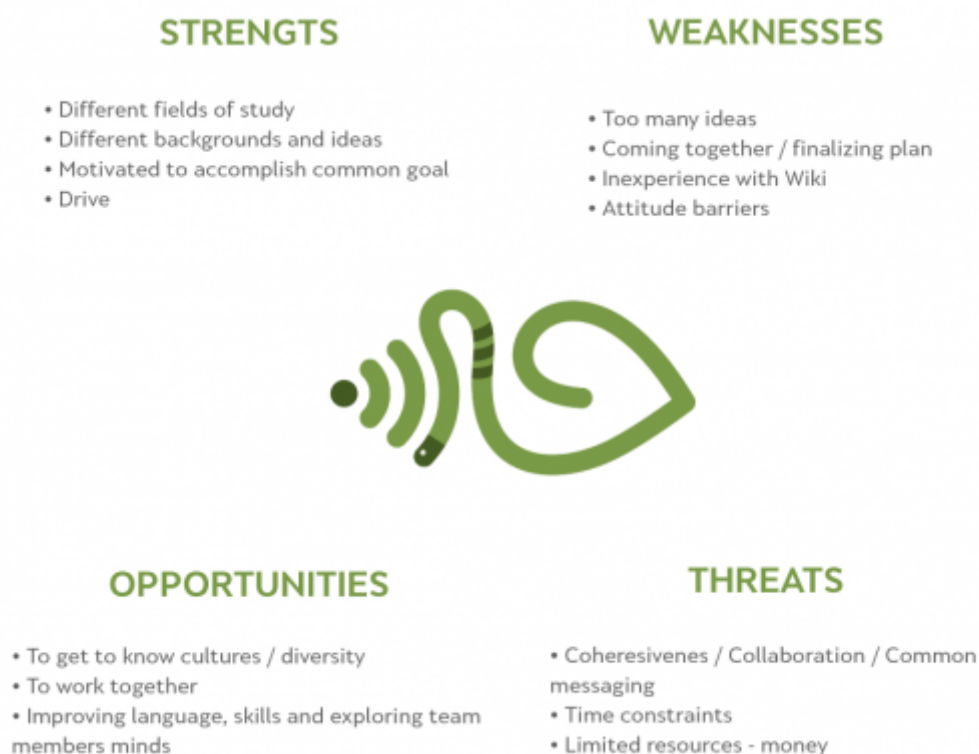 STRENGTS
• Different fields of study
• Different backgrounds and ideas
• Motivated to accomplish common goal
• Drive
WEAKNESSES
• Too many ideas
• Coming together / finalizing plan
• Inexperience with Wiki
• Attitude barriers
OPPORTUNITIES
• To get to know cultures / diversity
• To work together
• Improving language, skills and exploring team
members minds
THREATS
• Coheresivenes / Collaboration / Common
messaging
• Time constraints
• Limited resources - money